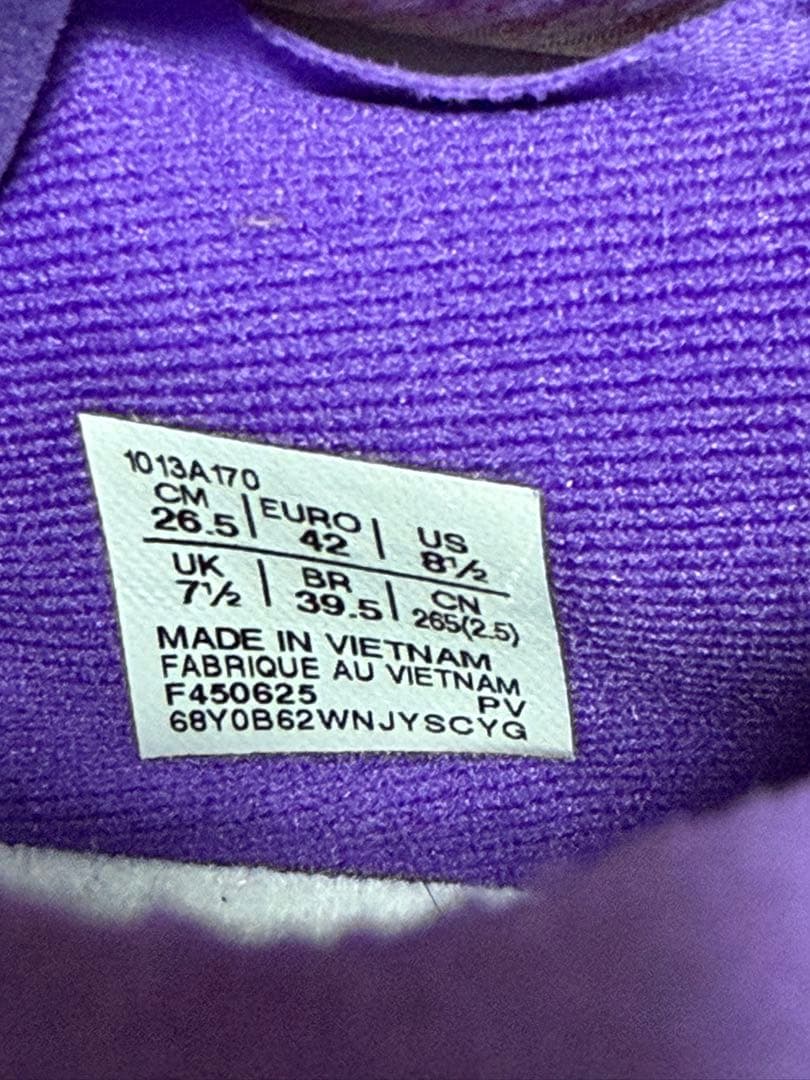 1013A170
CM | EURO | US
26.5 | 42 | 8½
UK | BR | CN
7½ | 39.5 | 265(2.5)
MADE IN VIETNAM
FABRIQUE AU VIETNAM
F450625 PV
68Y0B62WNJYSCYG